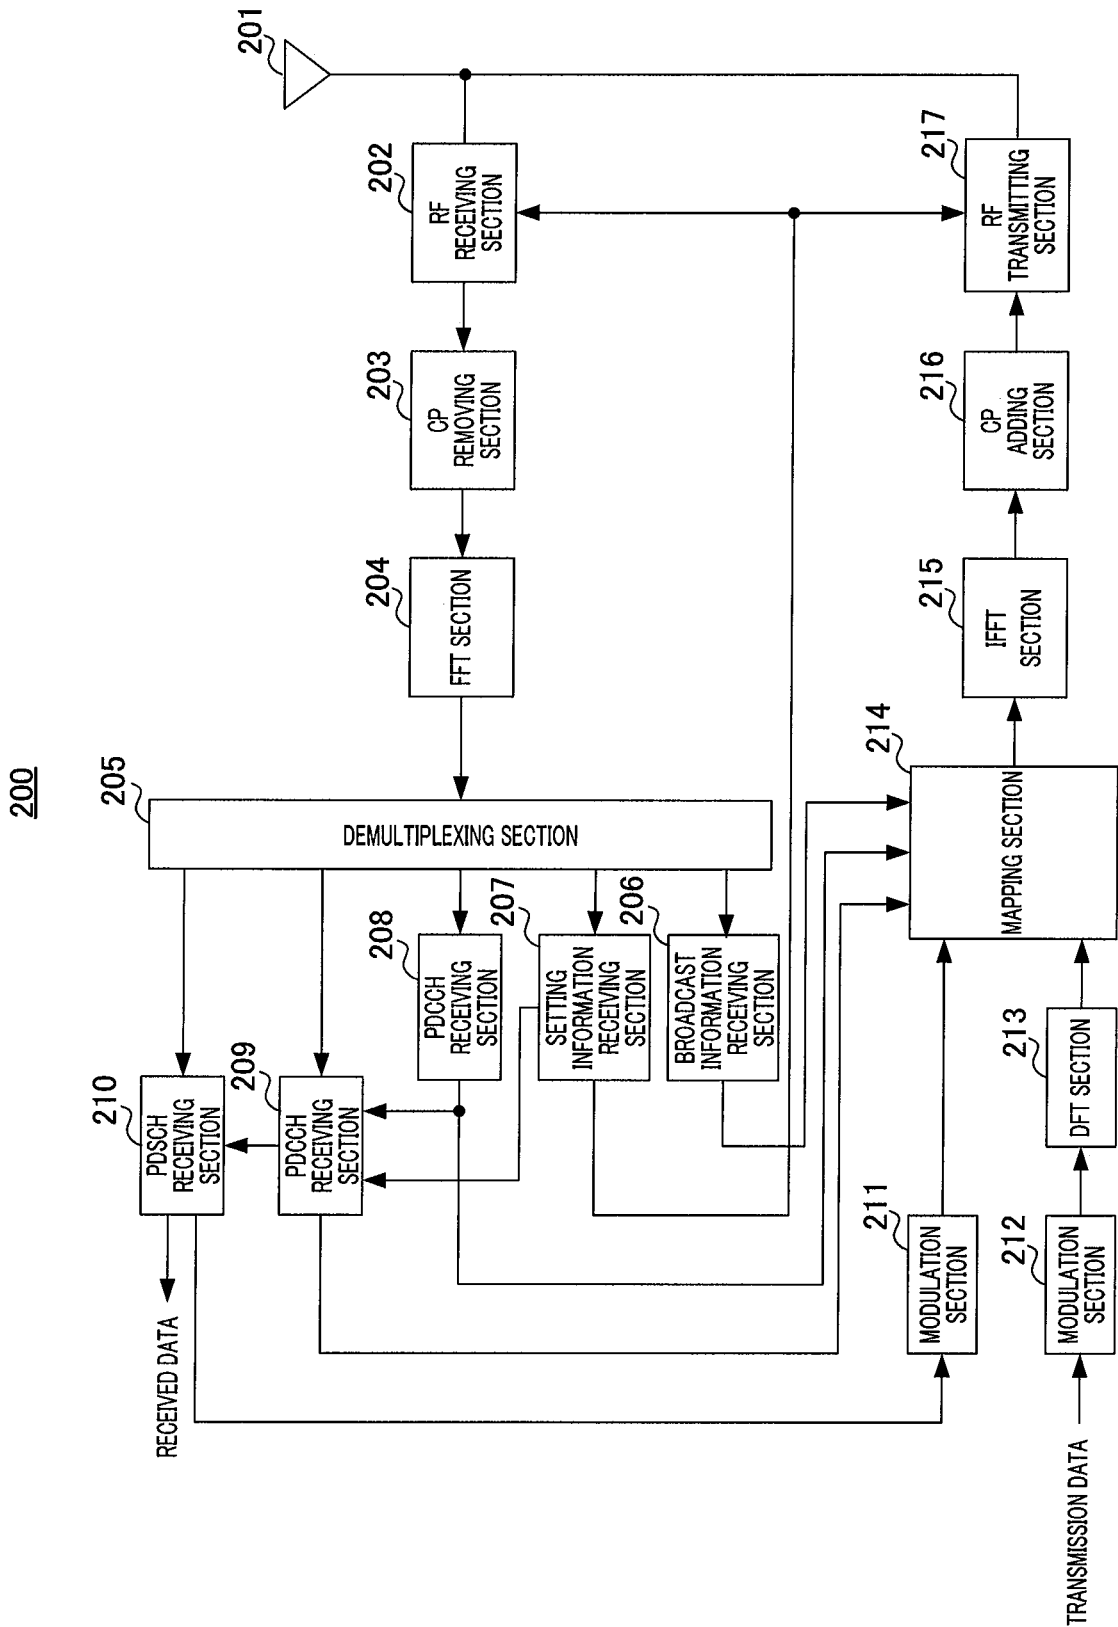 200
201
202
RF
RECEIVING
SECTION
203
CP
REMOVING
SECTION
204
FFT SECTION
205
DEMULTIPLEXING SECTION
206
BROADCAST
INFORMATION
RECEIVING
SECTION
207
SETTING
INFORMATION
RECEIVING
SECTION
208
PDCCH
RECEIVING
SECTION
209
PDCCH
RECEIVING
SECTION
210
PDSCH
RECEIVING
SECTION
RECEIVED DATA
211
MODULATION
SECTION
212
MODULATION
SECTION
TRANSMISSION DATA
213
DFT SECTION
214
MAPPING SECTION
215
IFFT
SECTION
216
CP
ADDING
SECTION
217
RF
TRANSMITTING
SECTION